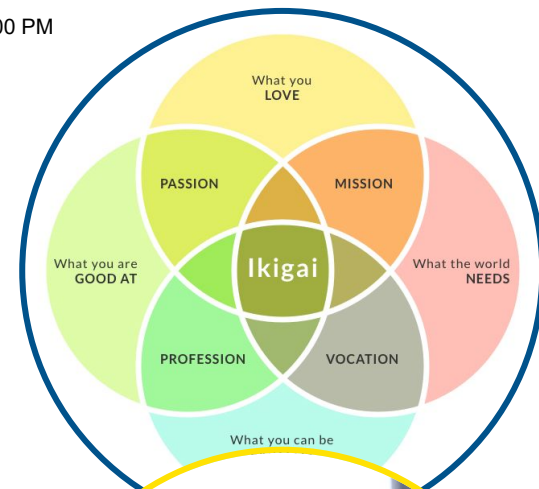 00 PM
What you
LOVE
PASSION
MISSION
What you are
GOOD AT
Ikigai
What the world
NEEDS
PROFESSION
VOCATION
What you can be